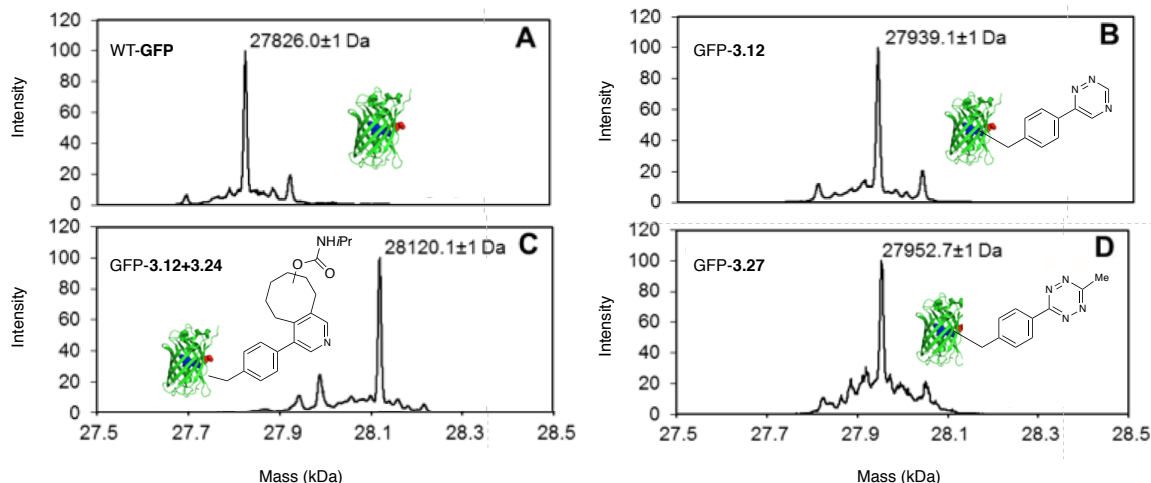 A
WT-GFP
27826.0±1 Da
Intensity
120
100
80
60
40
20
0
B
GFP-3.12
27939.1±1 Da
N
N
N
Intensity
120
100
80
60
40
20
0
C
GFP-3.12+3.24
28120.1±1 Da
NHiPr
O
O
N
Intensity
120
100
80
60
40
20
0
27.5 27.7 27.9 28.1 28.3 28.5
Mass (kDa)
D
GFP-3.27
27952.7±1 Da
Me
N
N
N
N
Intensity
120
100
80
60
40
20
0
27.5 27.7 27.9 28.1 28.3 28.5
Mass (kDa)